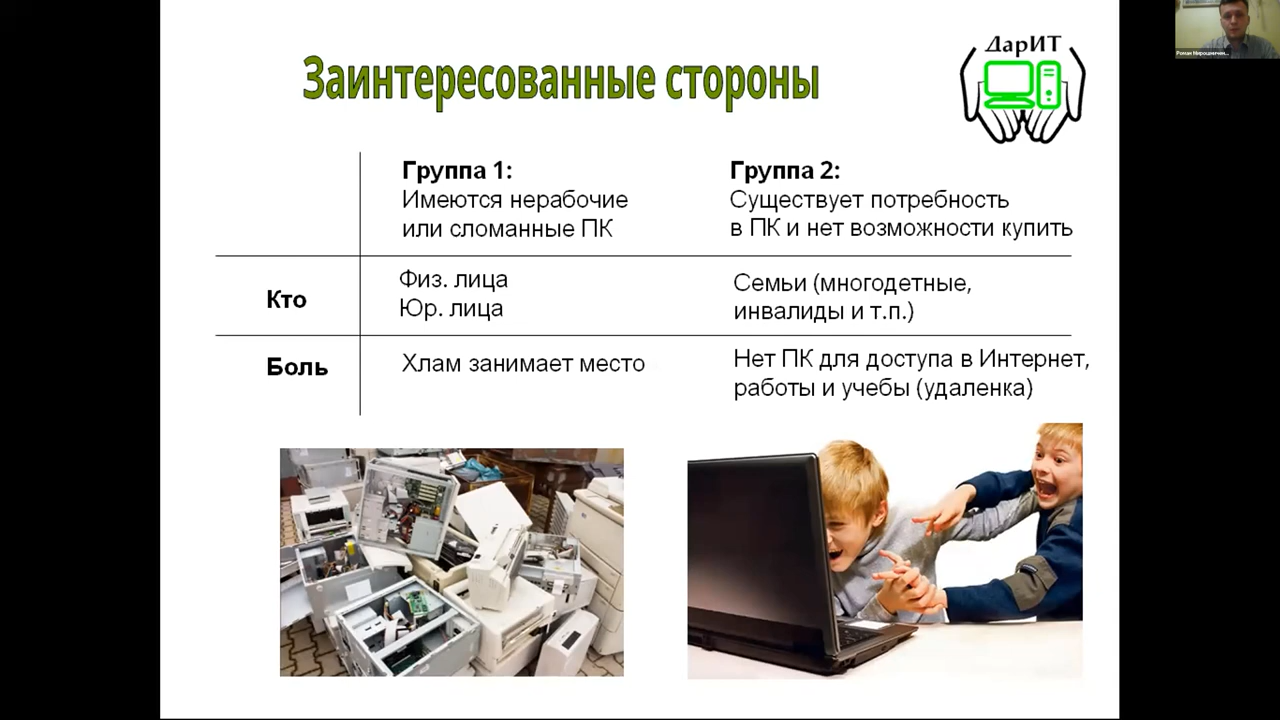 Заинтересованные стороны
ДарИТ
Группа 1:
Имеются нерабочие
или сломанные ПК
Группа 2:
Существует потребность
в ПК и нет возможности купить
Кто
Физ. лица
Юр. лица
Семьи (многодетные,
инвалиды и т.п.)
Боль
Хлам занимает место
Нет ПК для доступа в Интернет,
работы и учебы (удаленка)